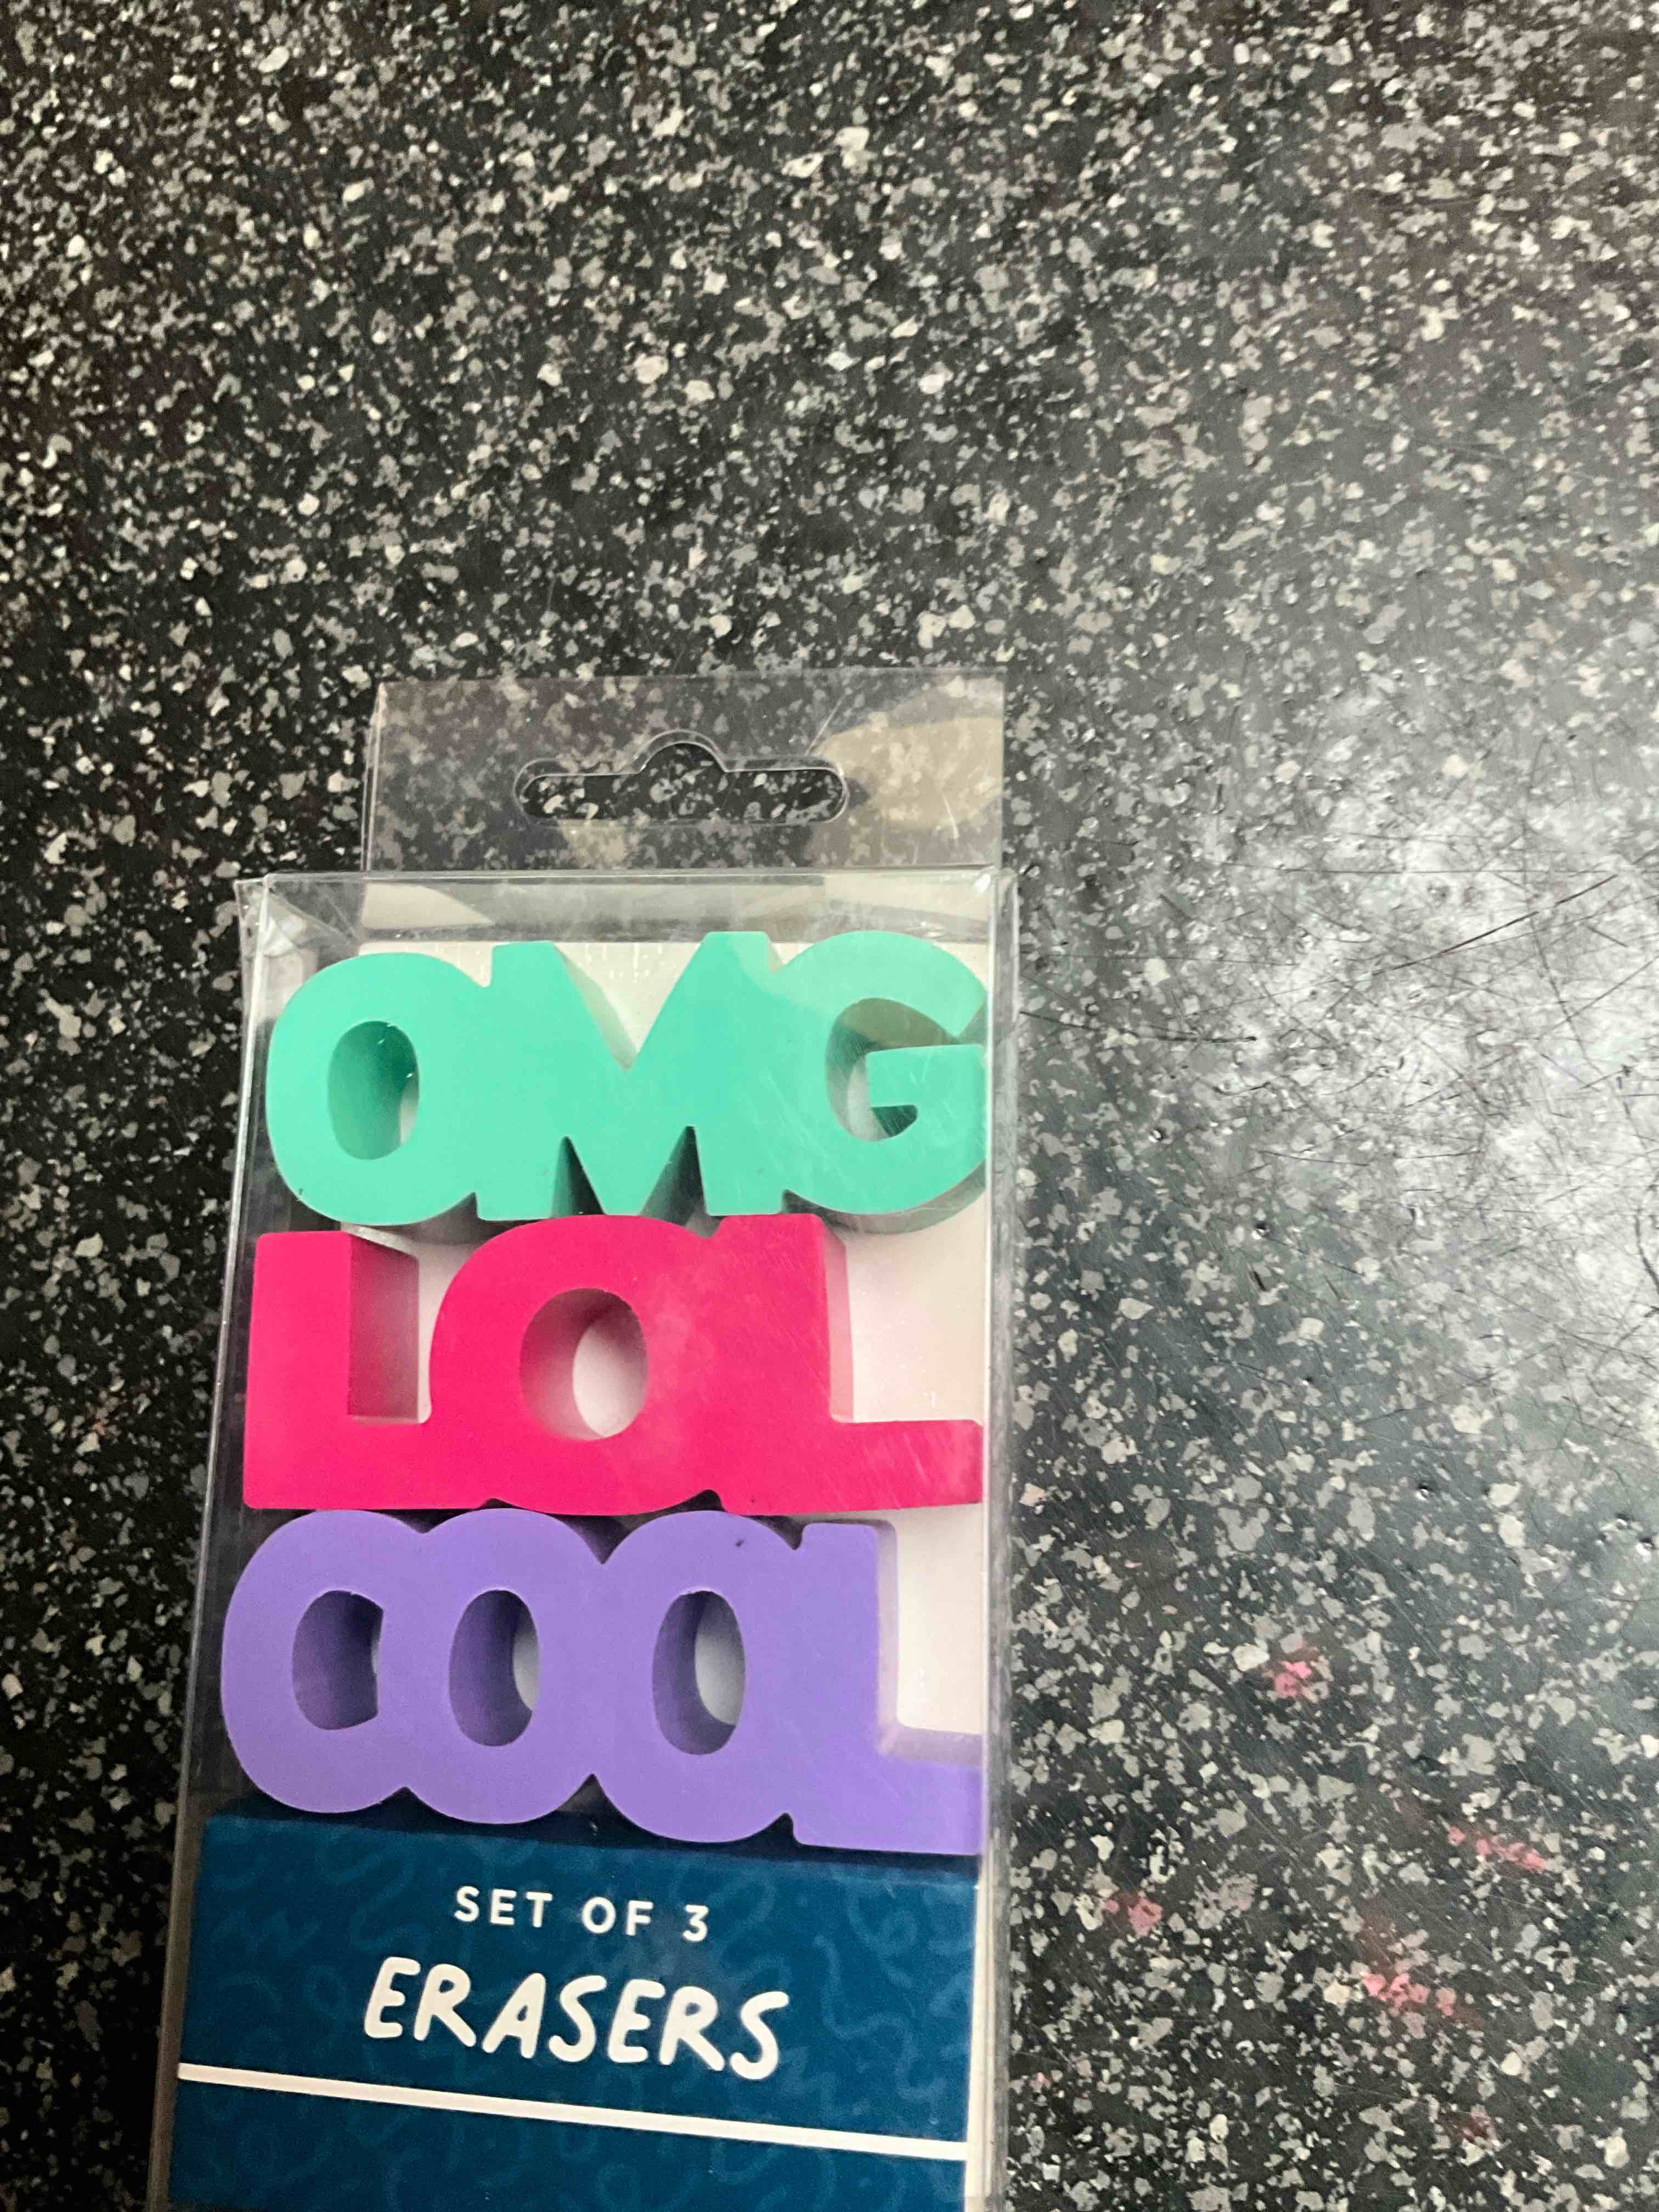 OMG
LOL
COOL
SET OF 3
ERASERS